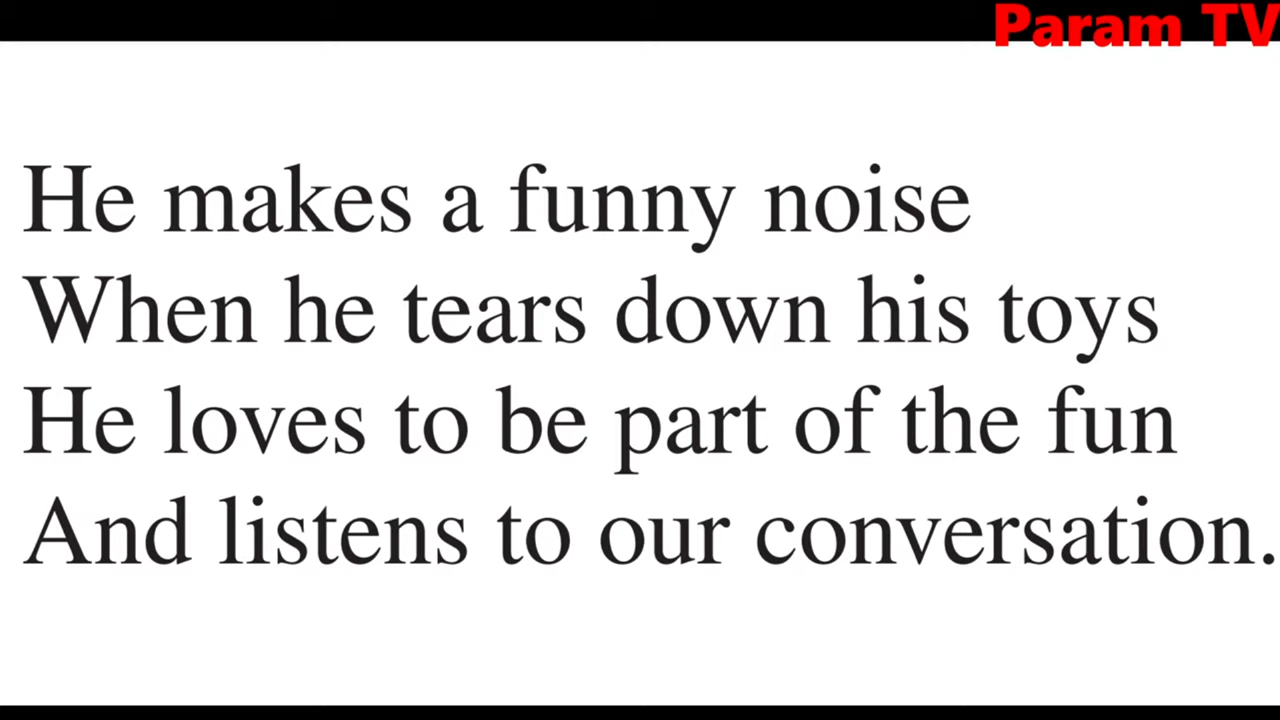 Param TV
He makes a funny noise
When he tears down his toys
He loves to be part of the fun
And listens to our conversation.